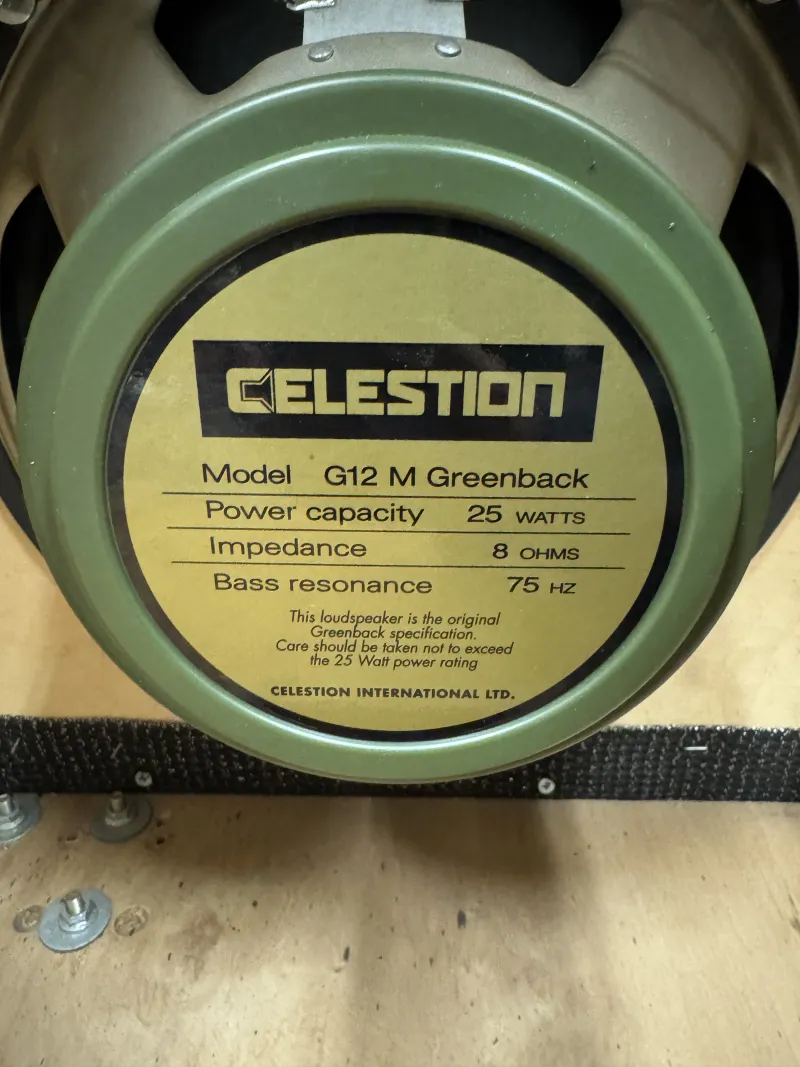 CELESTION
Model G12 M Greenback
Power capacity 25 WATTS
Impedance 8 OHMS
Bass resonance 75 HZ
This loudspeaker is the original
Greenback specification.
Care should be taken not to exceed
the 25 Watt power rating
CELESTION INTERNATIONAL LTD.